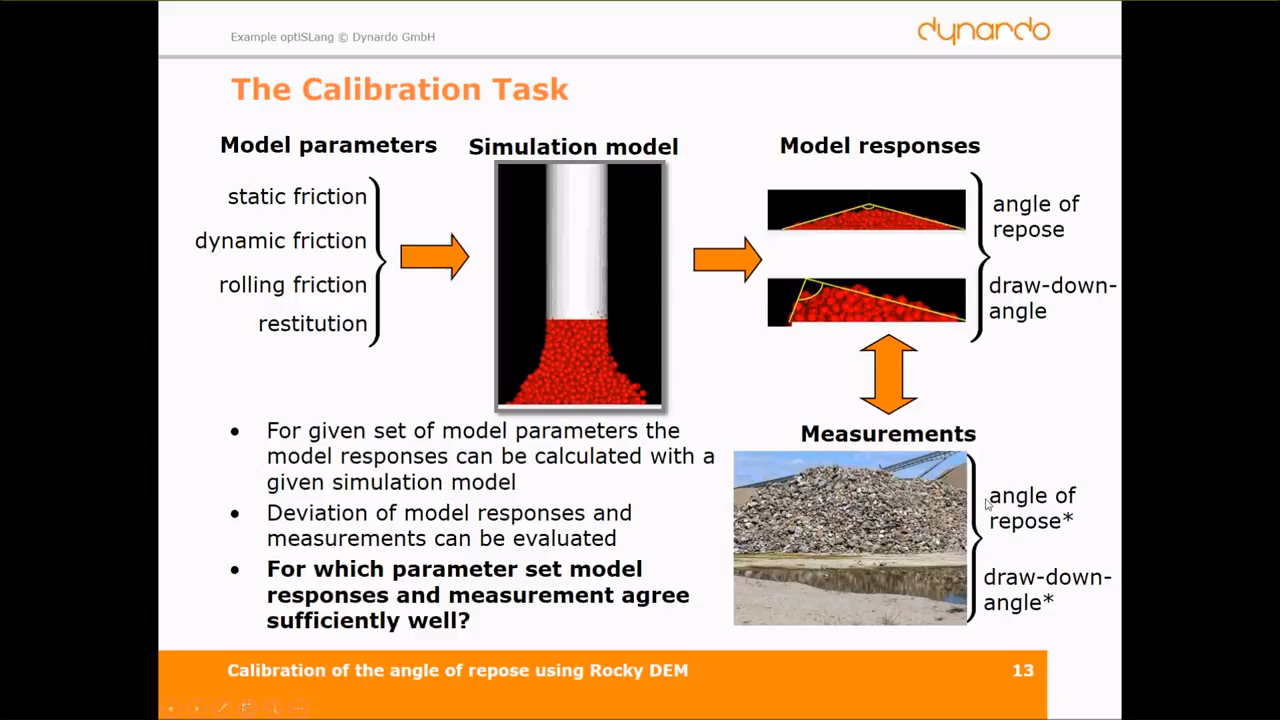 Example optiSLang © Dynardo GmbH
dynardo
The Calibration Task
Model parameters
static friction
dynamic friction
rolling friction
restitution
Simulation model
Model responses
angle of
repose
draw-down-
angle
Measurements
angle of
repose*
draw-down-
angle*
• For given set of model parameters the
model responses can be calculated with a
given simulation model
• Deviation of model responses and
measurements can be evaluated
• For which parameter set model
responses and measurement agree
sufficiently well?
Calibration of the angle of repose using Rocky DEM
13